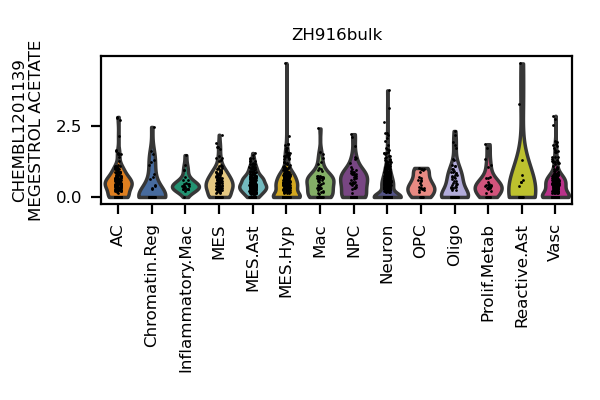 ZH916bulk
CHEMBL1201139
MEGESTROL ACETATE
2.5
0.0
AC
Chromatin.Reg
Inflammatory.Mac
MES
MES.Ast
MES.Hyp
Mac
NPC
Neuron
OPC
Oligo
Prolif.Metab
Reactive.Ast
Vasc